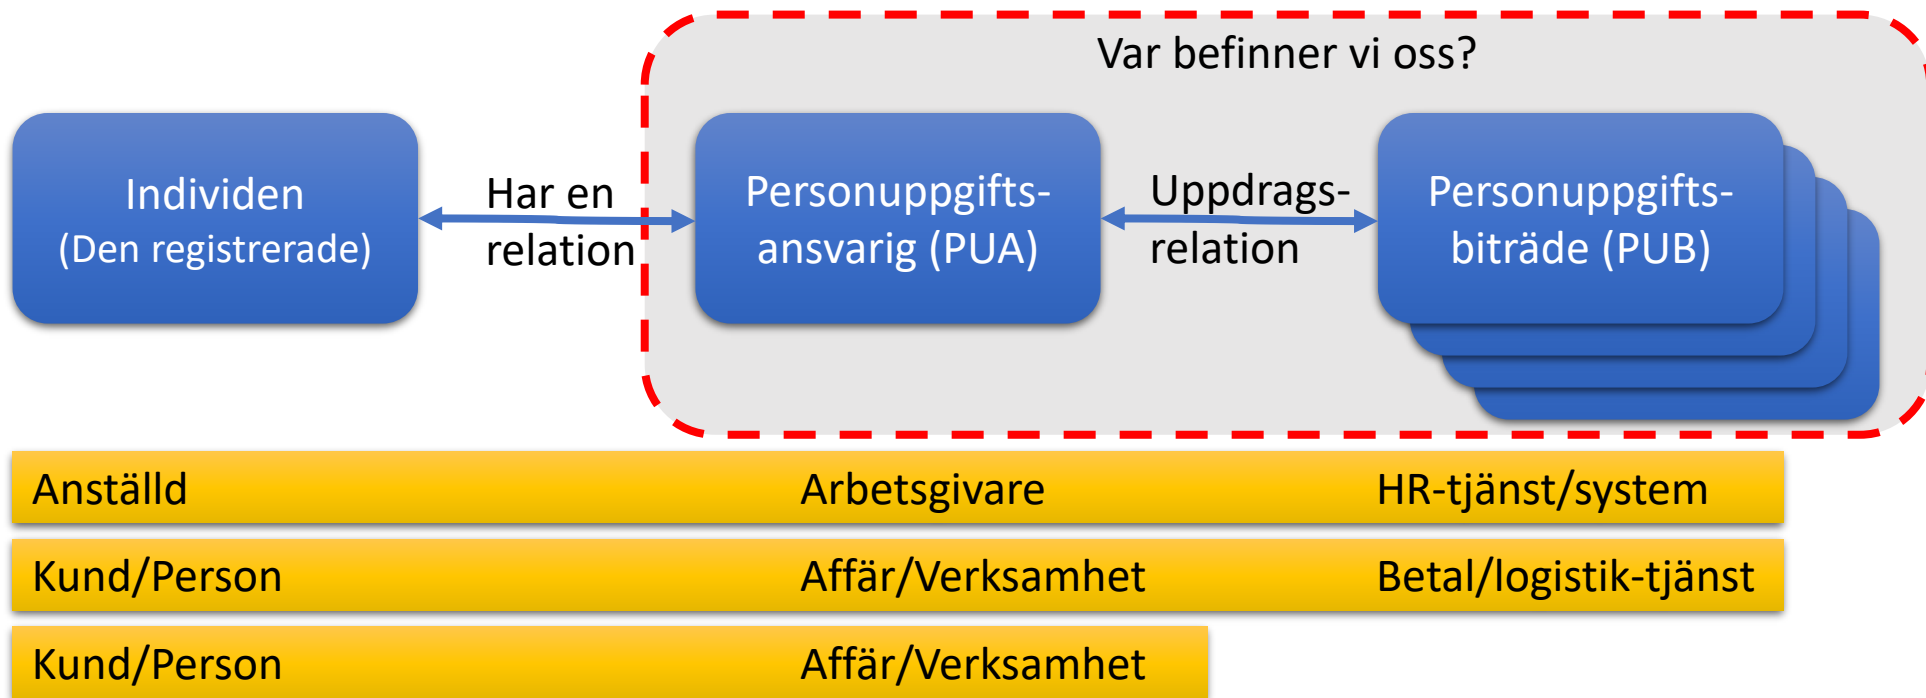 Var befinner vi oss?
Individen
(Den registrerade)
Har en
relation
Personuppgifts-
ansvarig (PUA)
Uppdrags-
relation
Personuppgifts-
biträde (PUB)
Anställd
Arbetsgivare
HR-tjänst/system
Kund/Person
Affär/Verksamhet
Betal/logistik-tjänst
Kund/Person
Affär/Verksamhet